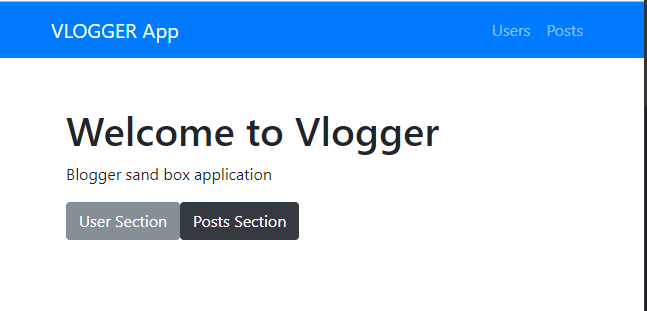 VLOGGER App Users Posts
Welcome to Vlogger
Blogger sand box application
User Section Posts Section